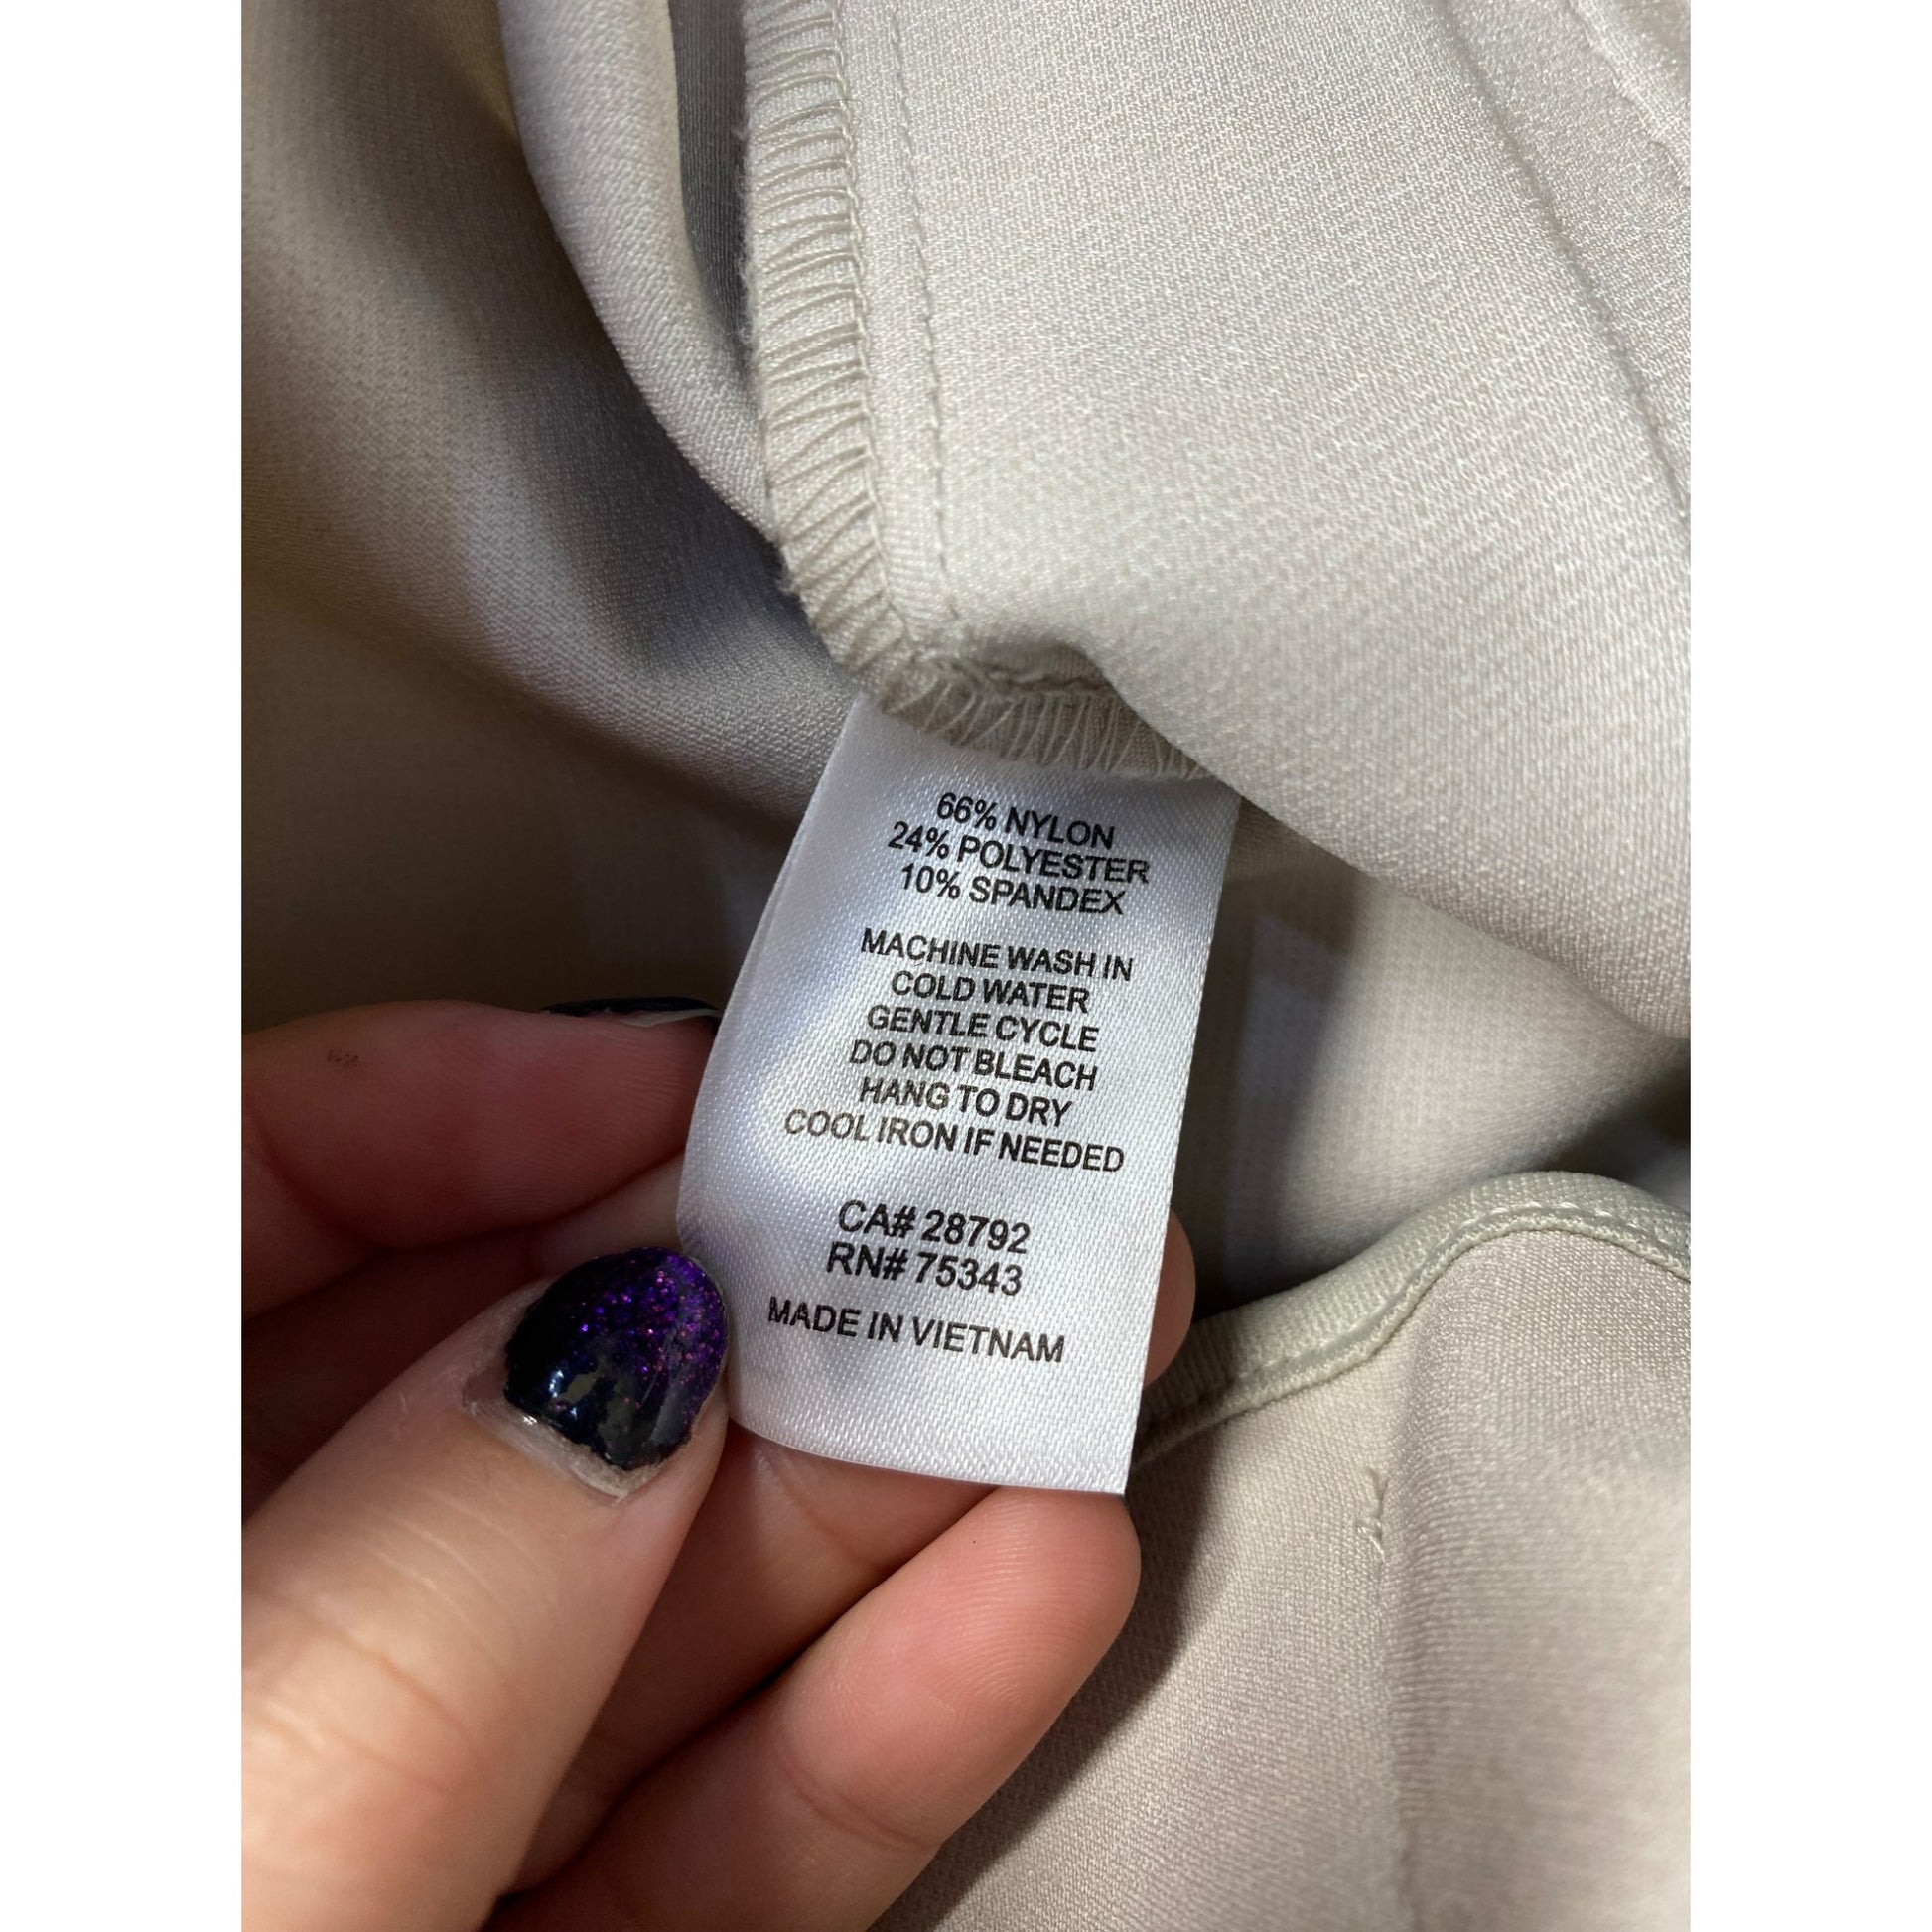 66% NYLON
24% POLYESTER
10% SPANDEX
MACHINE WASH IN
COLD WATER
GENTLE CYCLE
DO NOT BLEACH
HANG TO DRY
COOL IRON IF NEEDED
CA# 28792
RN# 75343
MADE IN VIETNAM